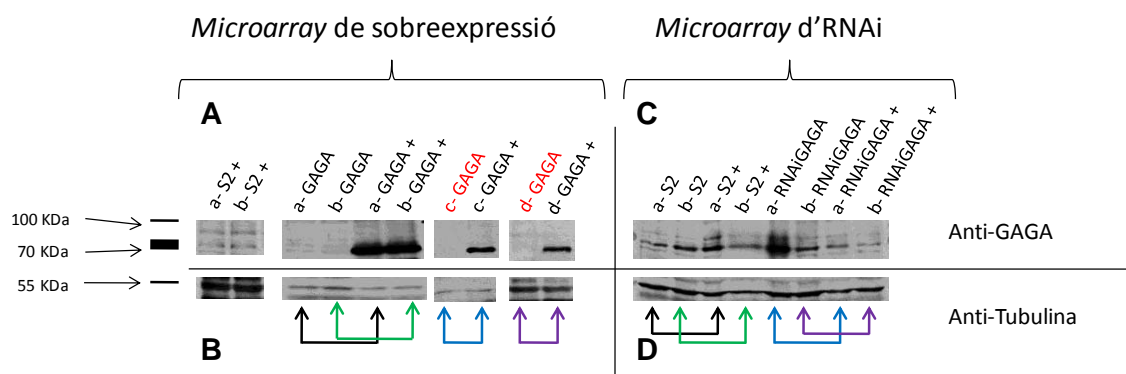 Microarray de sobreexpressió
Microarray d'RNAi
A
C
a- S2 +
b- S2 +
a- GAGA
b- GAGA
a- GAGA +
b- GAGA +
c- GAGA
c- GAGA +
d- GAGA
d- GAGA +
a- S2
b- S2
a- S2 +
b- S2 +
a- RNAiGAGA
b- RNAiGAGA
a- RNAiGAGA +
b- RNAiGAGA +
100 KDa
70 KDa
55 KDa
Anti-GAGA
Anti-Tubulina
B
D